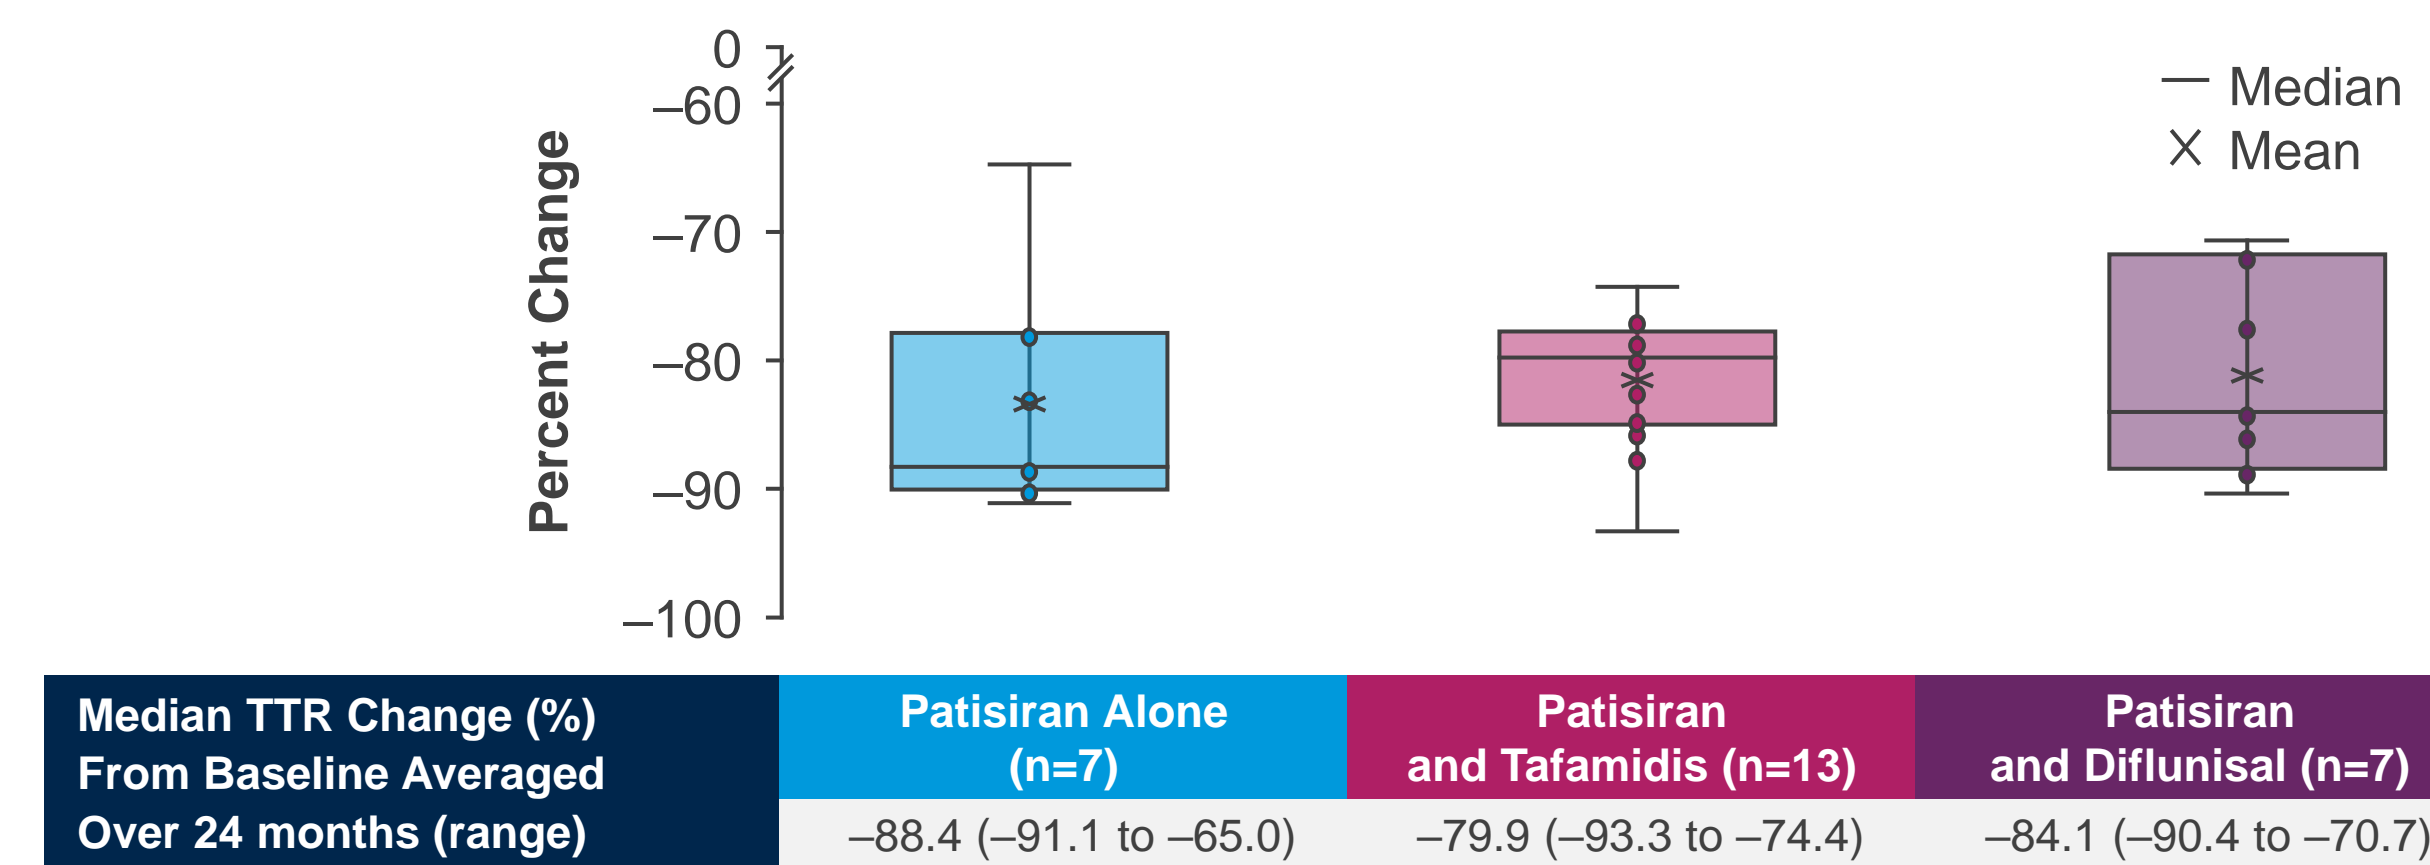 0
–60
–70
–80
–90
–100
Percent Change
— Median
× Mean
Median TTR Change (%)
From Baseline Averaged
Over 24 months (range)
Patisiran Alone
(n=7)
–88.4 (–91.1 to –65.0)
Patisiran
and Tafamidis (n=13)
–79.9 (–93.3 to –74.4)
Patisiran
and Diflunisal (n=7)
–84.1 (–90.4 to –70.7)